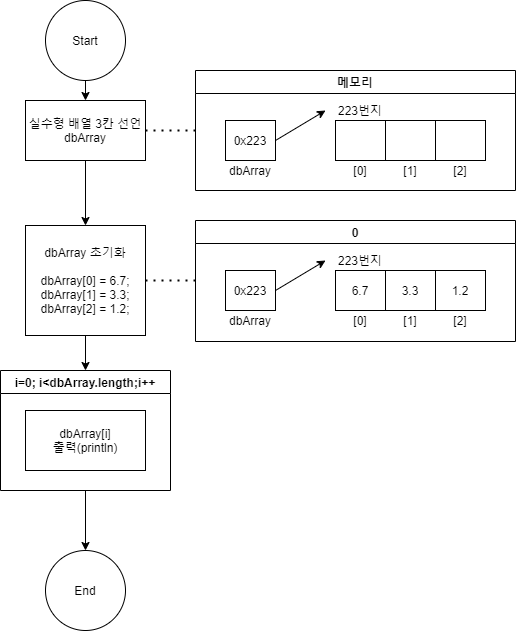 Start
실수형 배열 3칸 선언
dbArray
메모리
223번지
0x223
dbArray
[0]
[1]
[2]
dbArray 초기화
dbArray[0] = 6.7;
dbArray[1] = 3.3;
dbArray[2] = 1.2;
0
223번지
0x223
6.7
3.3
1.2
dbArray
[0]
[1]
[2]
i=0; i<dbArray.length;i++
dbArray[i]
출력(println)
End